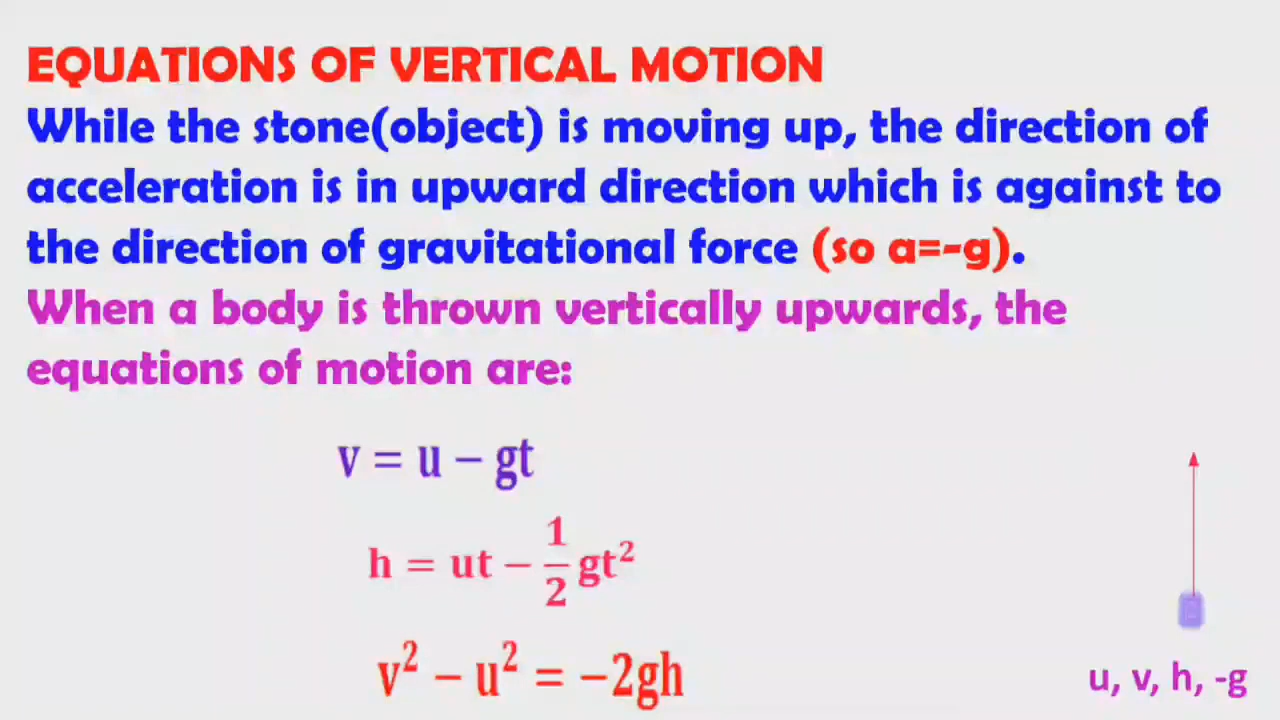 EQUATIONS OF VERTICAL MOTION
While the stone(object) is moving up, the direction of
acceleration is in upward direction which is against to
the direction of gravitational force (so a=-g).
When a body is thrown vertically upwards, the
equations of motion are:
v = u − gt
h = ut − 1/2 gt²
v² − u² = −2gh
u, v, h, -g